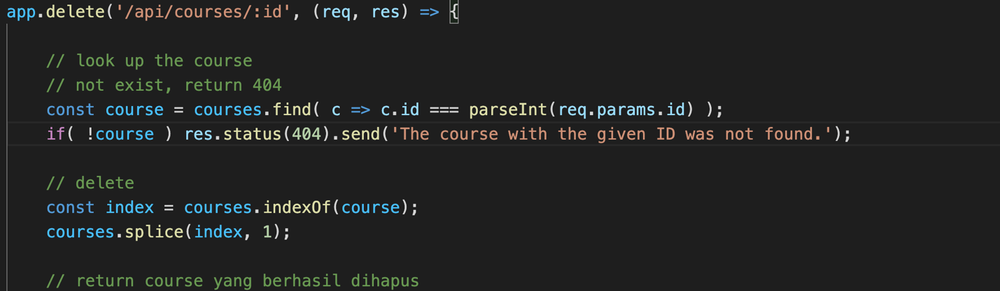 app.delete('/api/courses/:id', (req, res) => {
// look up the course
// not exist, return 404
const course = courses.find( c => c.id === parseInt(req.params.id) );
if( !course ) res.status(404).send('The course with the given ID was not found.');
// delete
const index = courses.indexOf(course);
courses.splice(index, 1);
// return course yang berhasil dihapus